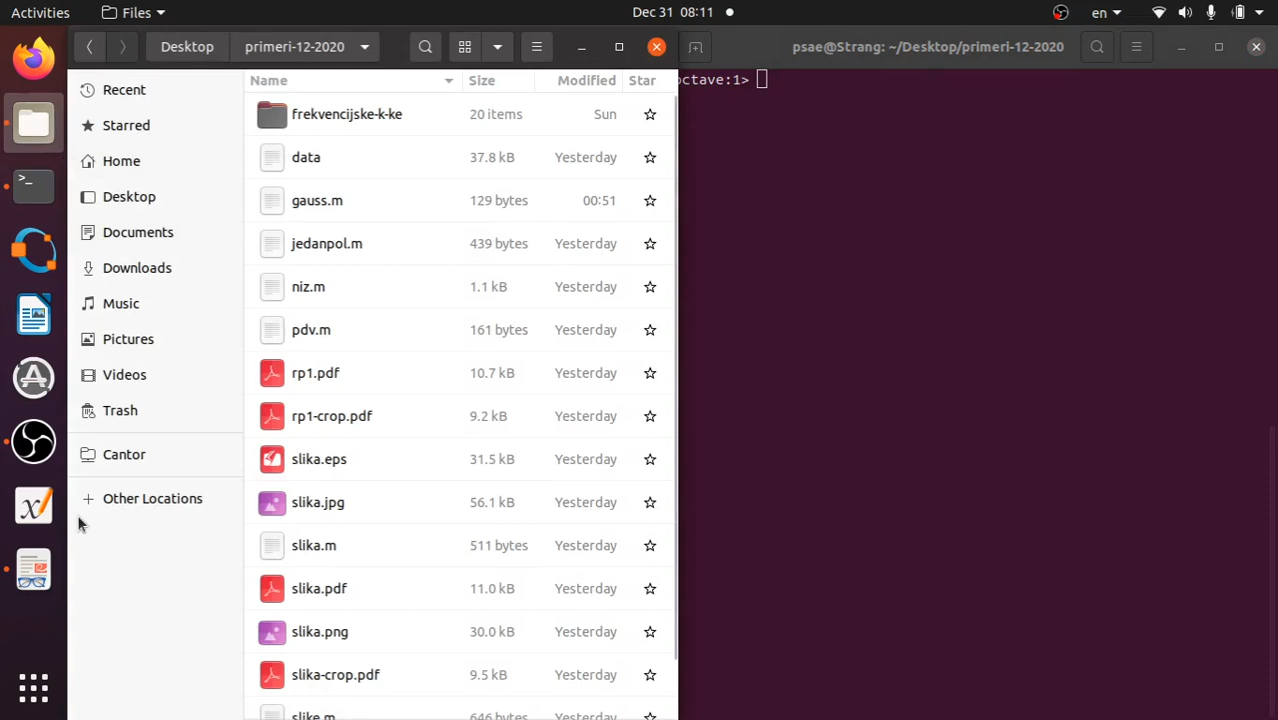 Activities Files Dec 31 08:11 en
Desktop primeri-12-2020 psae@Strang: ~/Desktop/primeri-12-2020
Name Size Modified Star
octave:1>
Recent
Starred
Home
Desktop
Documents
Downloads
Music
Pictures
Videos
Trash
Cantor
+ Other Locations
frekvencijske-k-ke 20 items Sun
data 37.8 kB Yesterday
gauss.m 129 bytes 00:51
jedanpol.m 439 bytes Yesterday
niz.m 1.1 kB Yesterday
pdv.m 161 bytes Yesterday
rp1.pdf 10.7 kB Yesterday
rp1-crop.pdf 9.2 kB Yesterday
slika.eps 31.5 kB Yesterday
slika.jpg 56.1 kB Yesterday
slika.m 511 bytes Yesterday
slika.pdf 11.0 kB Yesterday
slika.png 30.0 kB Yesterday
slika-crop.pdf 9.5 kB Yesterday
slike.m 646 bytes Yesterday